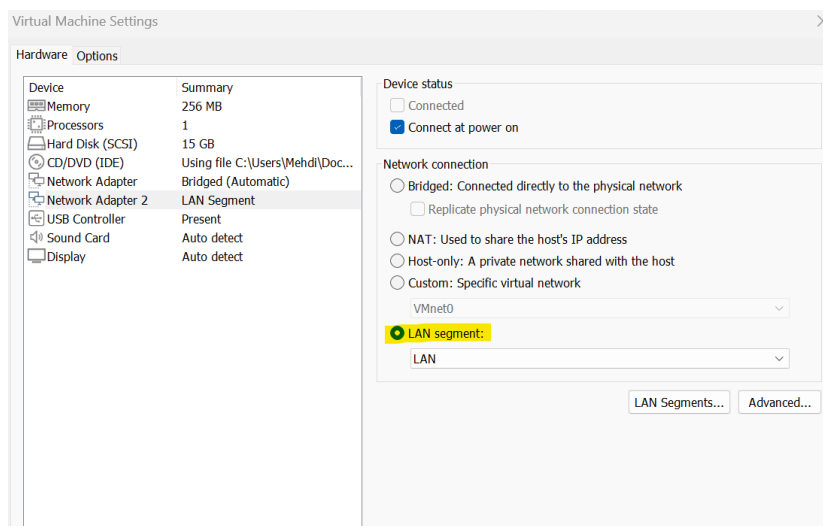 Virtual Machine Settings
Hardware Options
Device Summary
Memory 256 MB
Processors 1
Hard Disk (SCSI) 15 GB
CD/DVD (IDE) Using file C:\Users\Mehdi\Doc...
Network Adapter Bridged (Automatic)
Network Adapter 2 LAN Segment
USB Controller Present
Sound Card Auto detect
Display Auto detect
Device status
Connected
Connect at power on
Network connection
Bridged: Connected directly to the physical network
Replicate physical network connection state
NAT: Used to share the host's IP address
Host-only: A private network shared with the host
Custom: Specific virtual network
VMnet0
LAN segment:
LAN
LAN Segments... Advanced...